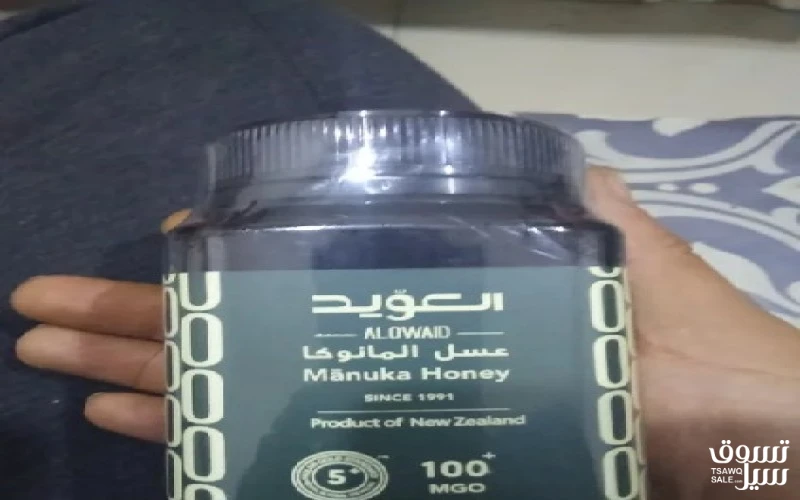 العويد
ALOWAID
عسل المانوكا
Mānuka Honey
SINCE 1991
Product of New Zealand
5+
100+
MGO
تسوق سيل
TSAWQ
SALE.com